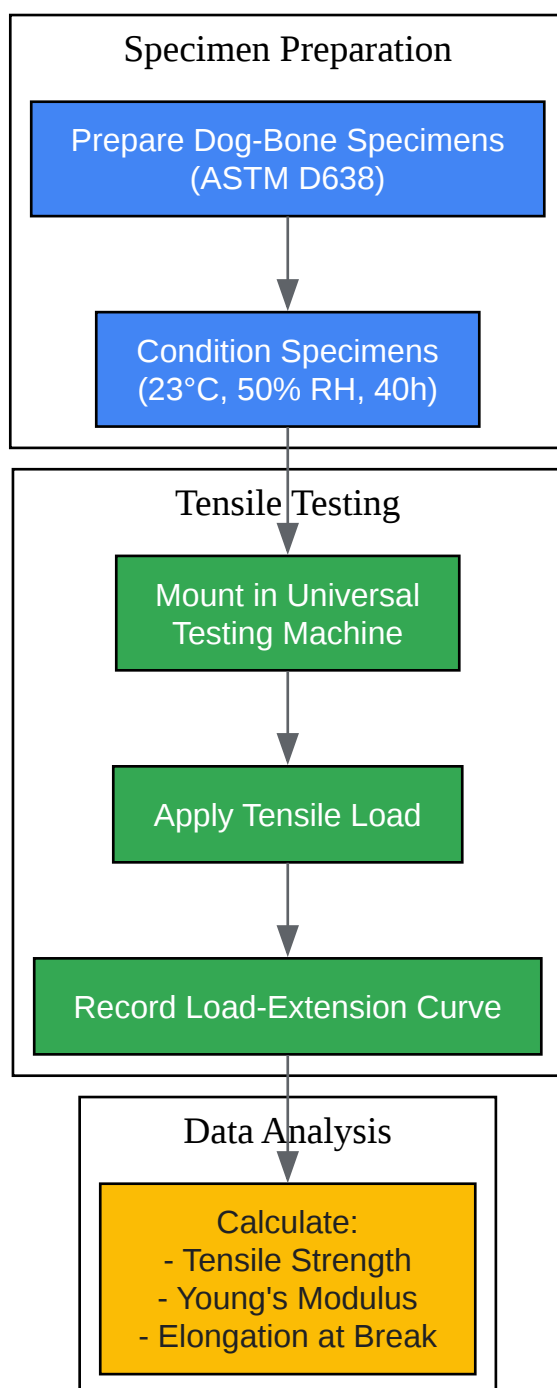 Specimen Preparation
Prepare Dog-Bone Specimens
(ASTM D638)
Condition Specimens
(23°C, 50% RH, 40h)
Tensile Testing
Mount in Universal
Testing Machine
Apply Tensile Load
Record Load-Extension Curve
Data Analysis
Calculate:
- Tensile Strength
- Young's Modulus
- Elongation at Break